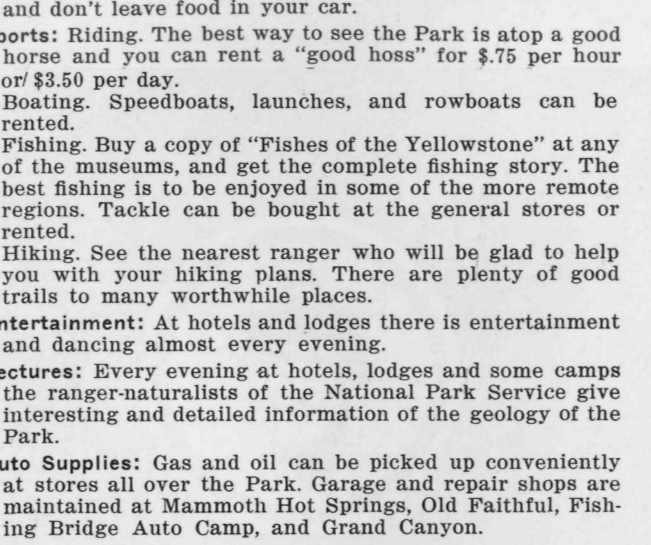 and don't leave food in your car.
ports: Riding. The best way to see the Park is atop a good
horse and you can rent a "good hoss" for $.75 per hour
or/ $3.50 per day.
Boating. Speedboats, launches, and rowboats can be
rented.
Fishing. Buy a copy of "Fishes of the Yellowstone" at any
of the museums, and get the complete fishing story. The
best fishing is to be enjoyed in some of the more remote
regions. Tackle can be bought at the general stores or
rented.
Hiking. See the nearest ranger who will be glad to help
you with your hiking plans. There are plenty of good
trails to many worthwhile places.
ntertainment: At hotels and lodges there is entertainment
and dancing almost every evening.
ectures: Every evening at hotels, lodges and some camps
the ranger-naturalists of the National Park Service give
interesting and detailed information of the geology of the
Park.
uto Supplies: Gas and oil can be picked up conveniently
at stores all over the Park. Garage and repair shops are
maintained at Mammoth Hot Springs, Old Faithful, Fish-
ing Bridge Auto Camp, and Grand Canyon.